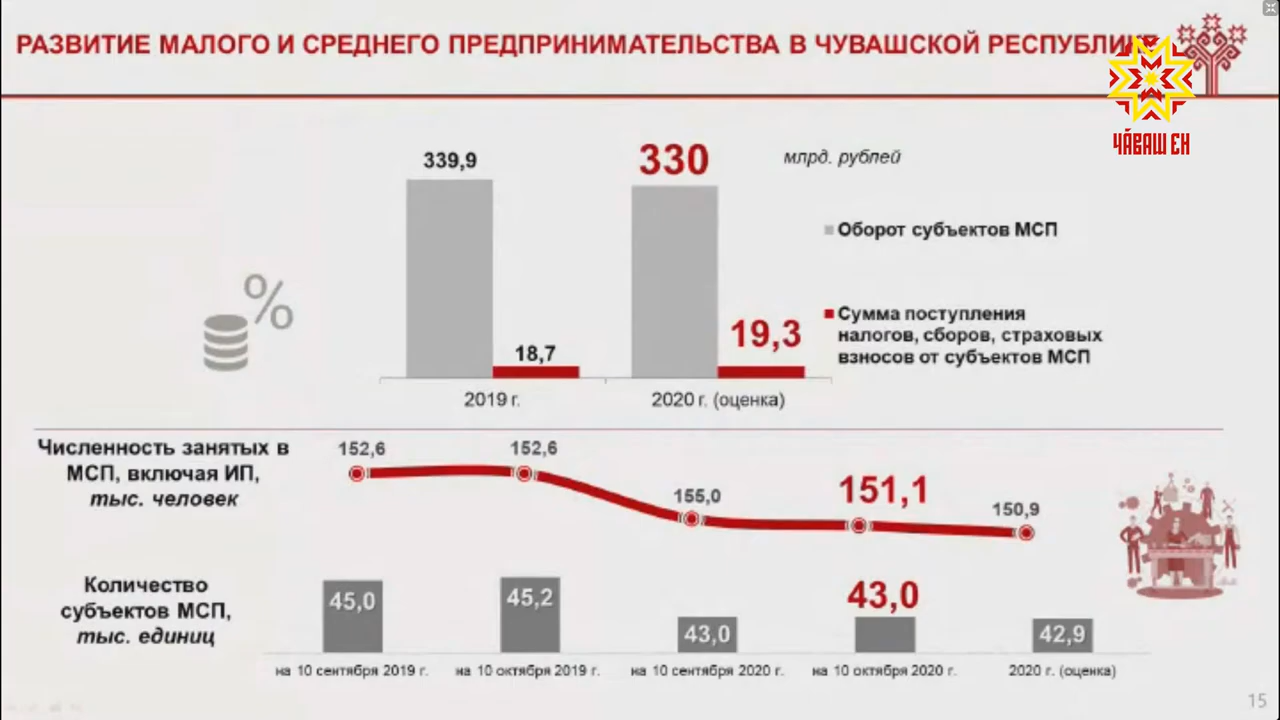 РАЗВИТИЕ МАЛОГО И СРЕДНЕГО ПРЕДПРИНИМАТЕЛЬСТВА В ЧУВАШСКОЙ
ЧӐВАШ ЕН
339,9
330
млрд. рублей
Оборот субъектов МСП
%
18,7
19,3
Сумма поступления
налогов, сборов, страховых
взносов от субъектов МСП
2019 г.
2020 г. (оценка)
Численность занятых в
МСП, включая ИП,
тыс. человек
152,6
152,6
155,0
151,1
150,9
Количество
субъектов МСП,
тыс. единиц
45,0
45,2
43,0
43,0
42,9
на 10 сентября 2019 г.
на 10 октября 2019 г.
на 10 сентября 2020 г.
на 10 октября 2020 г.
2020 г. (оценка)
15